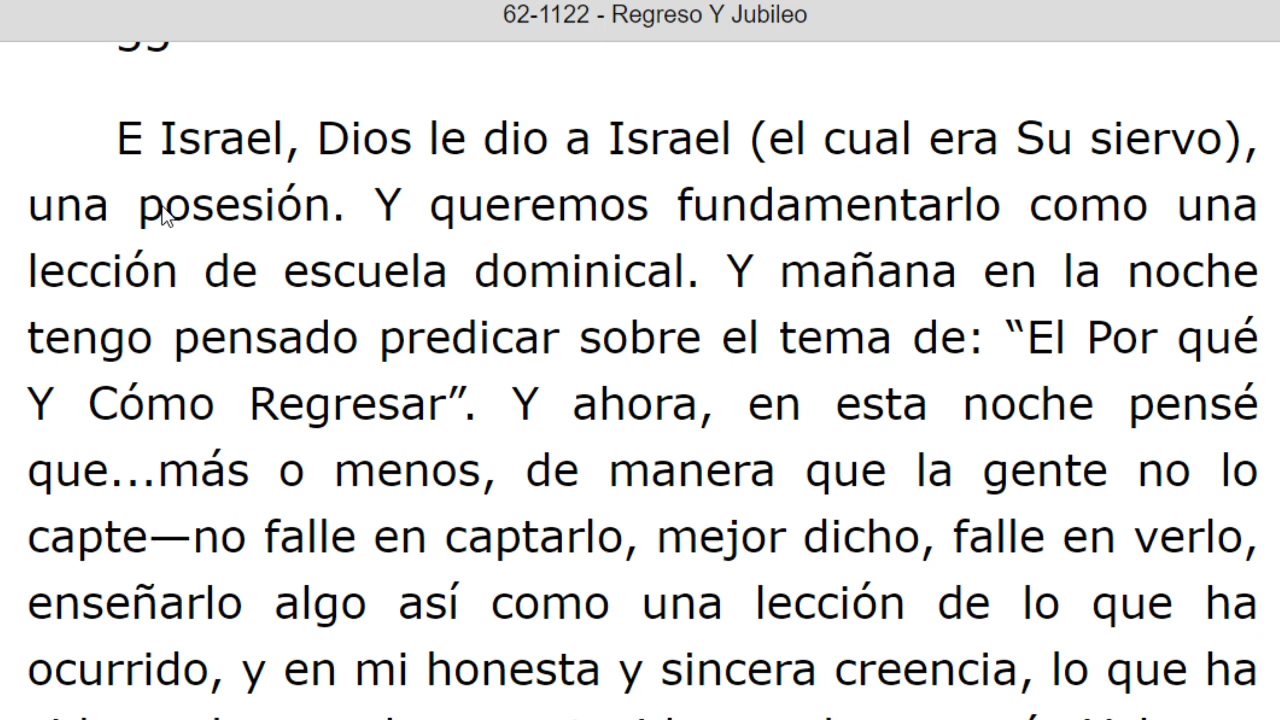 62-1122 - Regreso Y Jubileo
E Israel, Dios le dio a Israel (el cual era Su siervo),
una posesión. Y queremos fundamentarlo como una
lección de escuela dominical. Y mañana en la noche
tengo pensado predicar sobre el tema de: “El Por qué
Y Cómo Regresar”. Y ahora, en esta noche pensé
que...más o menos, de manera que la gente no lo
capte—no falle en captarlo, mejor dicho, falle en verlo,
enseñarlo algo así como una lección de lo que ha
ocurrido, y en mi honesta y sincera creencia, lo que ha